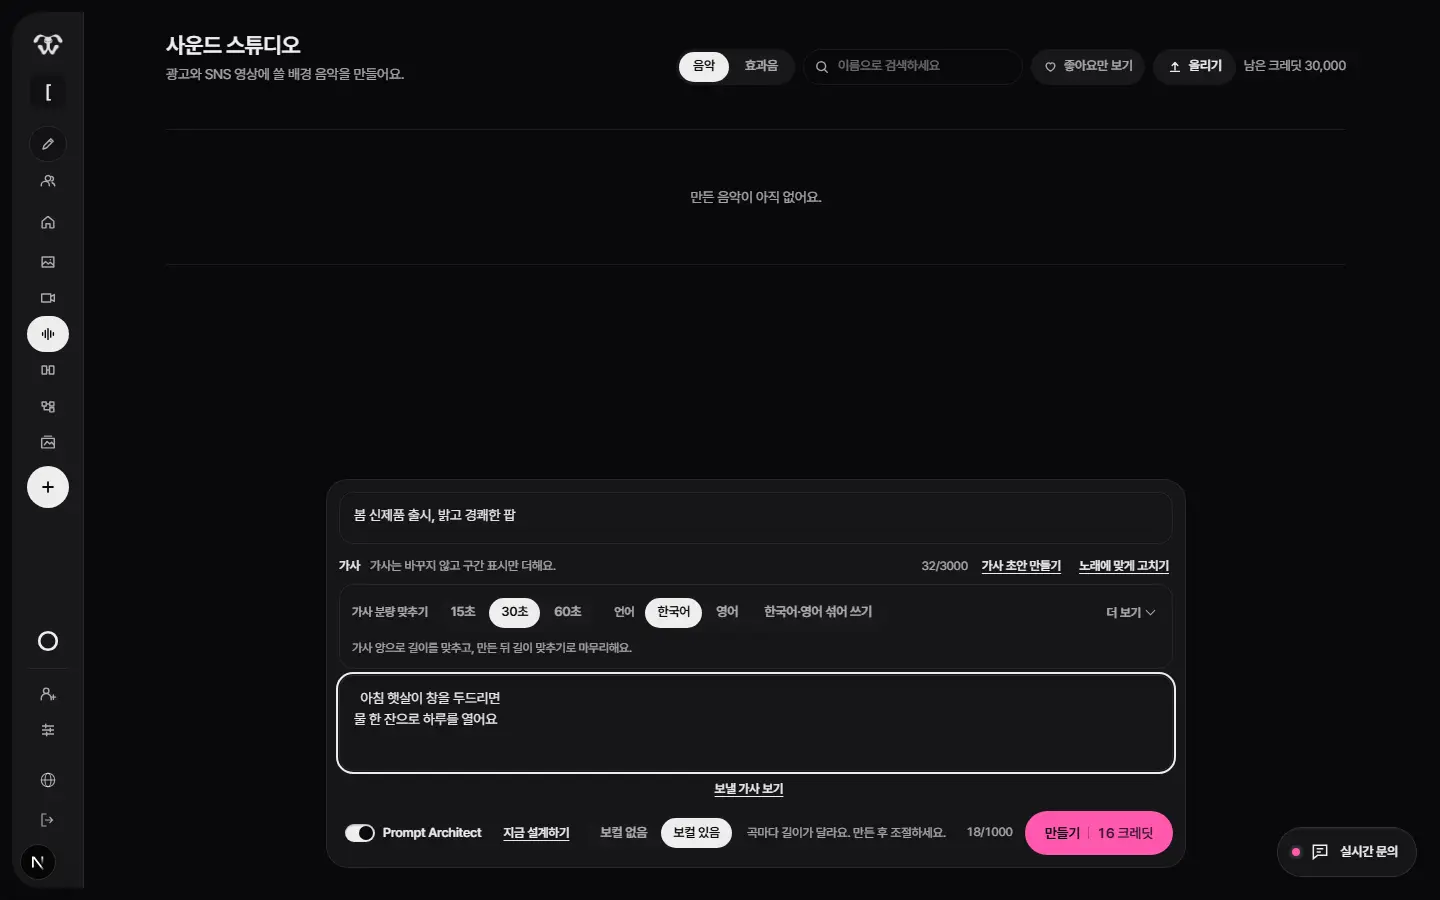 사운드 스튜디오
광고와 SNS 영상에 쓸 배경 음악을 만들어요.
음악 효과음 이름으로 검색하세요 좋아요만 보기 올리기 남은 크레딧 30,000
[
만든 음악이 아직 없어요.
봄 신제품 출시, 밝고 경쾌한 팝
가사 가사는 바꾸지 않고 구간 표시만 더해요. 32/3000 가사 초안 만들기 노래에 맞게 고치기
가사 분량 맞추기 15초 30초 60초 언어 한국어 영어 한국어·영어 섞어 쓰기 더 보기
가사 양으로 길이를 맞추고, 만든 뒤 길이 맞추기로 마무리해요.
아침 햇살이 창을 두드리면
물 한 잔으로 하루를 열어요
보낼 가사 보기
Prompt Architect 지금 설계하기 보컬 없음 보컬 있음 곡마다 길이가 달라요. 만든 후 조절하세요. 18/1000 만들기 16 크레딧
실시간 문의
N